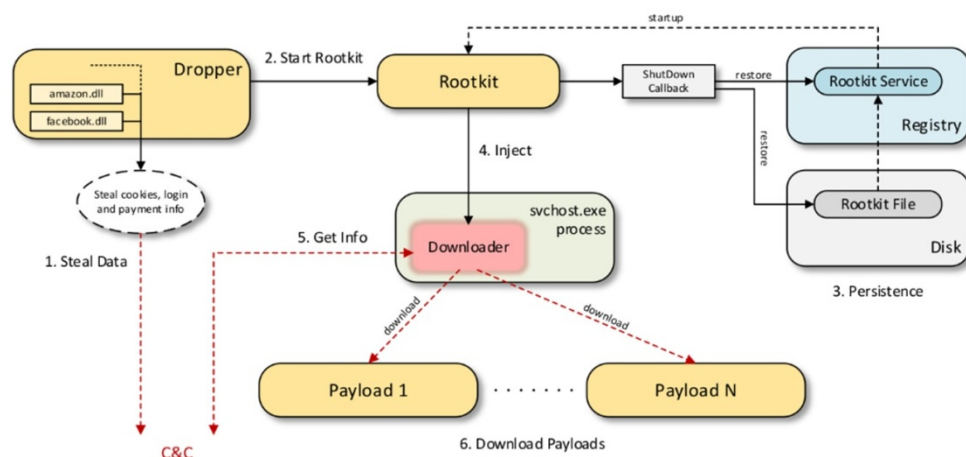 startup
Dropper
2. Start Rootkit
Rootkit
ShutDown
Callback
restore
Rootkit Service
Registry
amazon.dll
facebook.dll
restore
4. Inject
Steal cookies, login
and payment info
svchost.exe
process
Rootkit File
Disk
1. Steal Data
5. Get Info
Downloader
3. Persistence
download
download
Payload 1
. . . . . . .
Payload N
C&C
6. Download Payloads